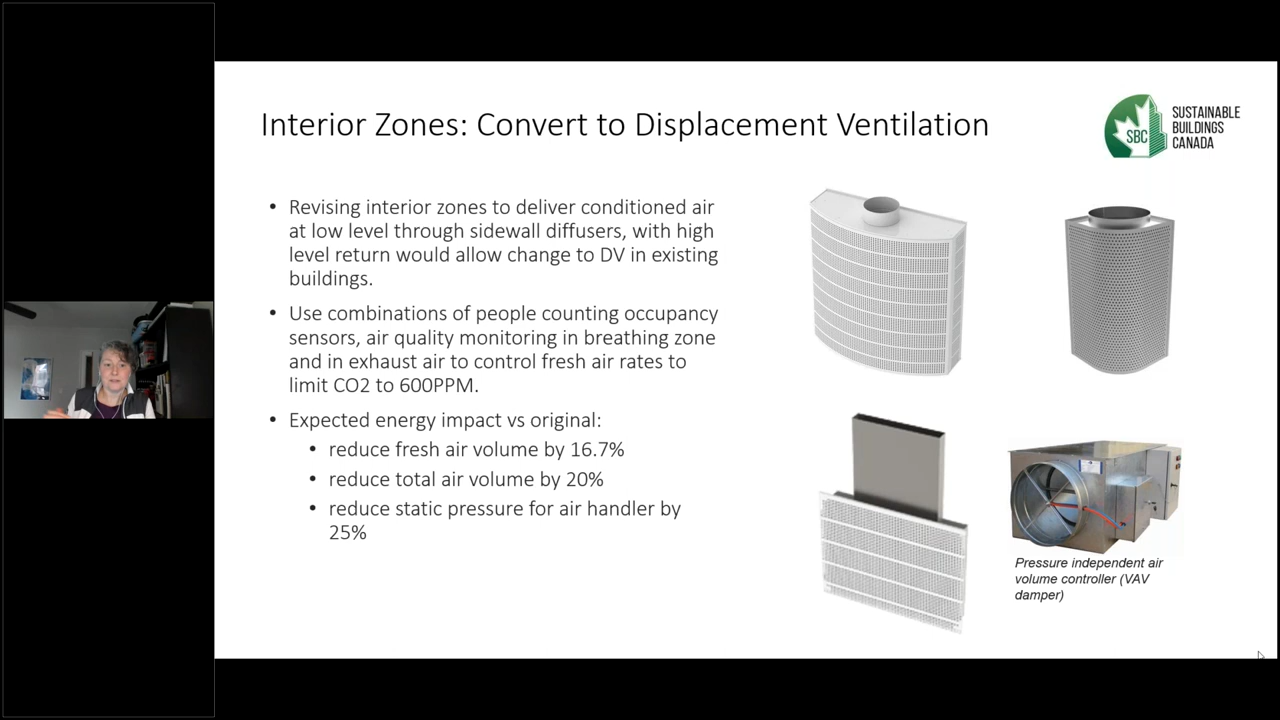 Interior Zones: Convert to Displacement Ventilation
SBC
SUSTAINABLE
BUILDINGS
CANADA
• Revising interior zones to deliver conditioned air
at low level through sidewall diffusers, with high
level return would allow change to DV in existing
buildings.
• Use combinations of people counting occupancy
sensors, air quality monitoring in breathing zone
and in exhaust air to control fresh air rates to
limit CO2 to 600PPM.
• Expected energy impact vs original:
• reduce fresh air volume by 16.7%
• reduce total air volume by 20%
• reduce static pressure for air handler by
25%
Pressure independent air
volume controller (VAV
damper)